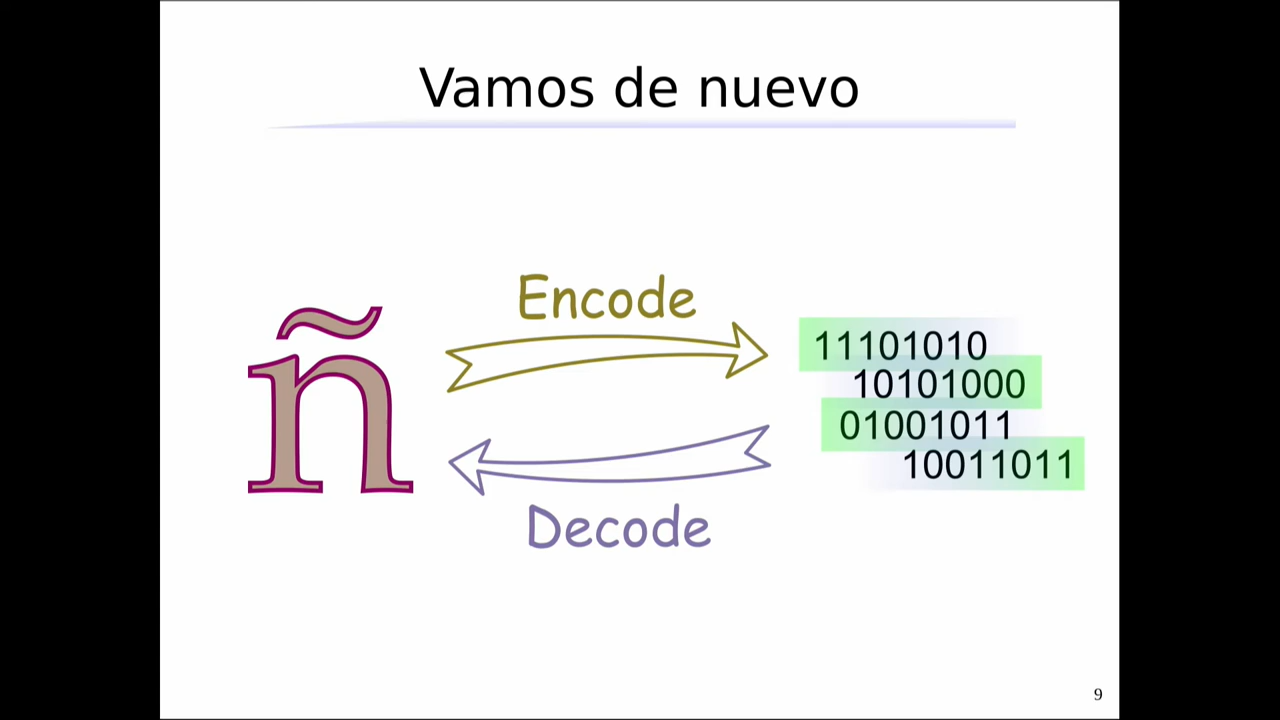 Vamos de nuevo
Encode
ñ
11101010
10101000
01001011
10011011
Decode
9